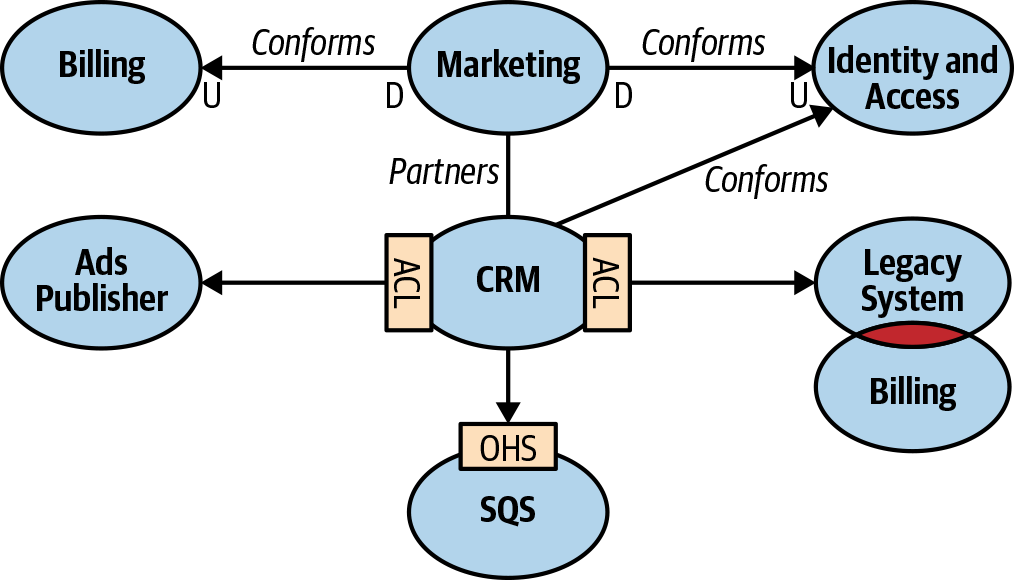 Billing
Conforms
U
D
Marketing
Conforms
D
U
Identity and
Access
Partners
Conforms
Ads
Publisher
ACL
CRM
ACL
Legacy
System
Billing
OHS
SQS